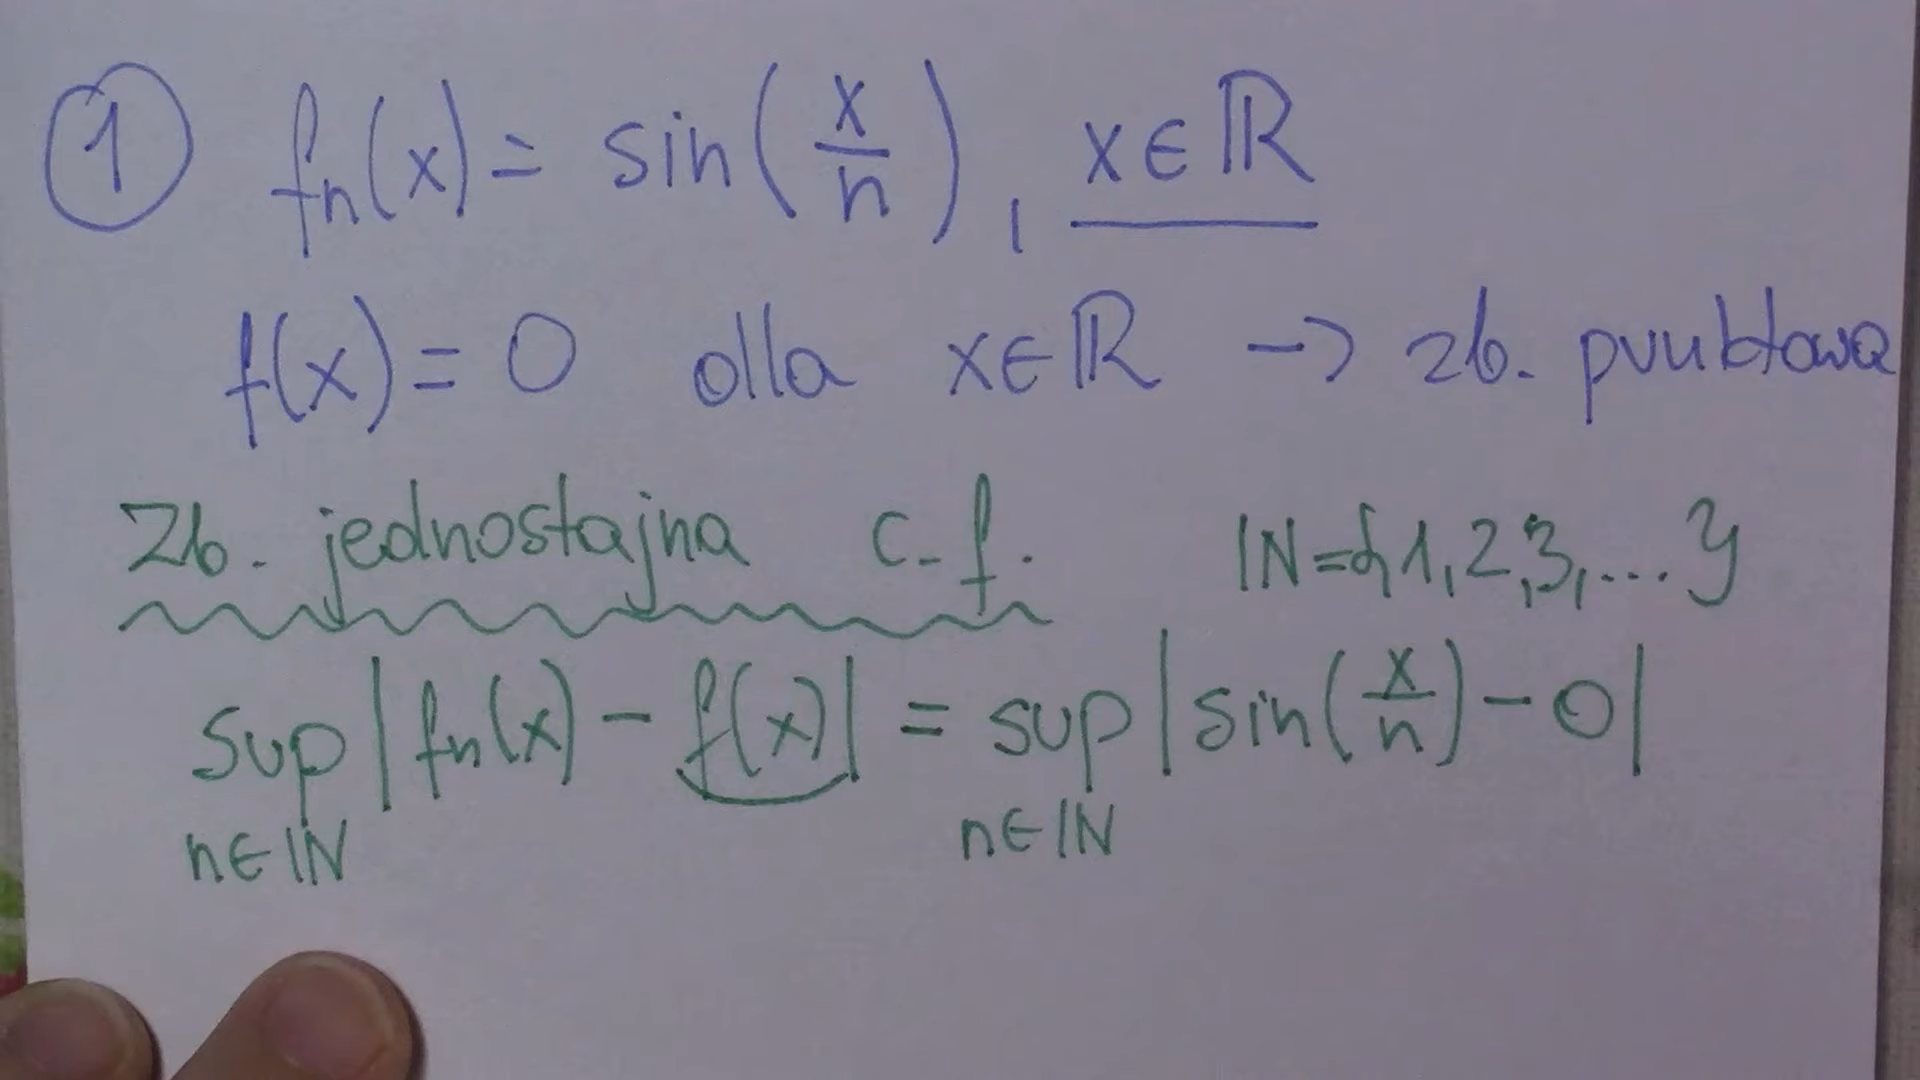 ① fn(x) = sin(x/n), x∈ℝ
f(x) = 0 dla x∈ℝ → zb. punktowa
Zb. jednostajna c. f. ℕ={1,2,3,...}
sup |fn(x) - f(x)| = sup |sin(x/n) - 0|
n∈ℕ n∈ℕ